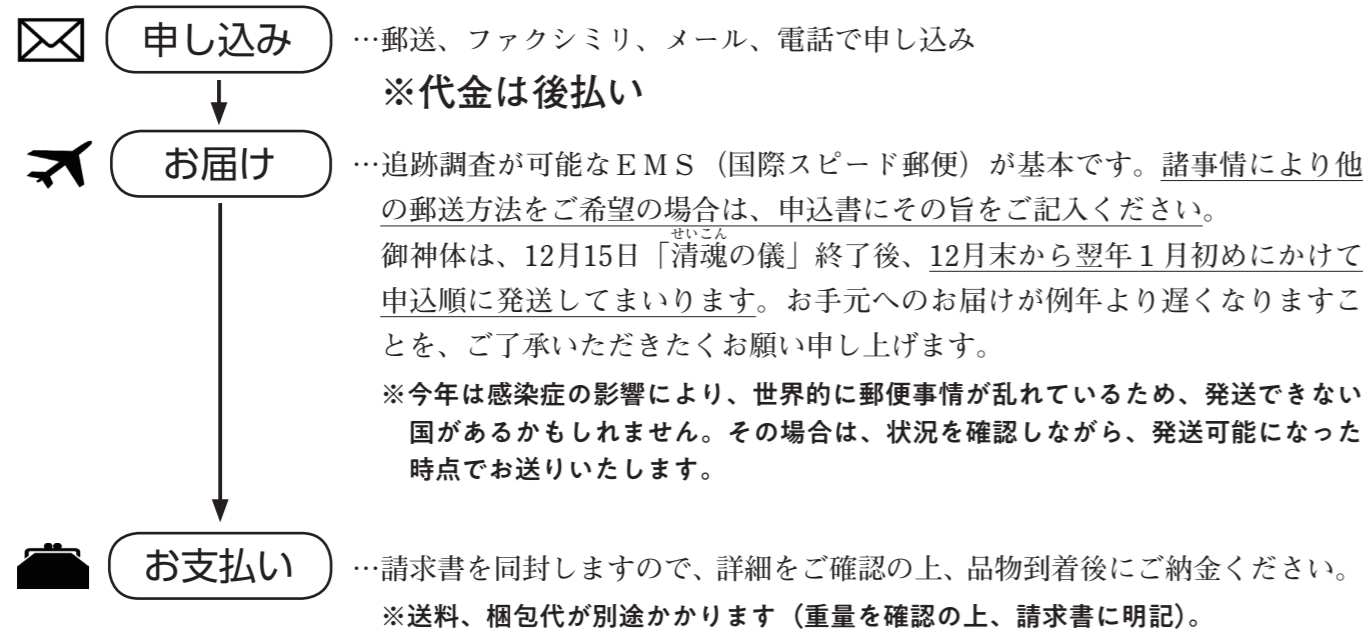 申し込み …郵送、ファクシミリ、メール、電話で申し込み
※代金は後払い
お届け …追跡調査が可能なＥＭＳ（国際スピード郵便）が基本です。諸事情により他
の郵送方法をご希望の場合は、申込書にその旨をご記入ください。
せいこん
御神体は、12月15日「清魂の儀」終了後、12月末から翌年１月初めにかけて
申込順に発送してまいります。お手元へのお届けが例年より遅くなりますこ
とを、ご了承いただきたくお願い申し上げます。
※今年は感染症の影響により、世界的に郵便事情が乱れているため、発送できない
国があるかもしれません。その場合は、状況を確認しながら、発送可能になった
時点でお送りいたします。
お支払い …請求書を同封しますので、詳細をご確認の上、品物到着後にご納金ください。
※送料、梱包代が別途かかります（重量を確認の上、請求書に明記）。